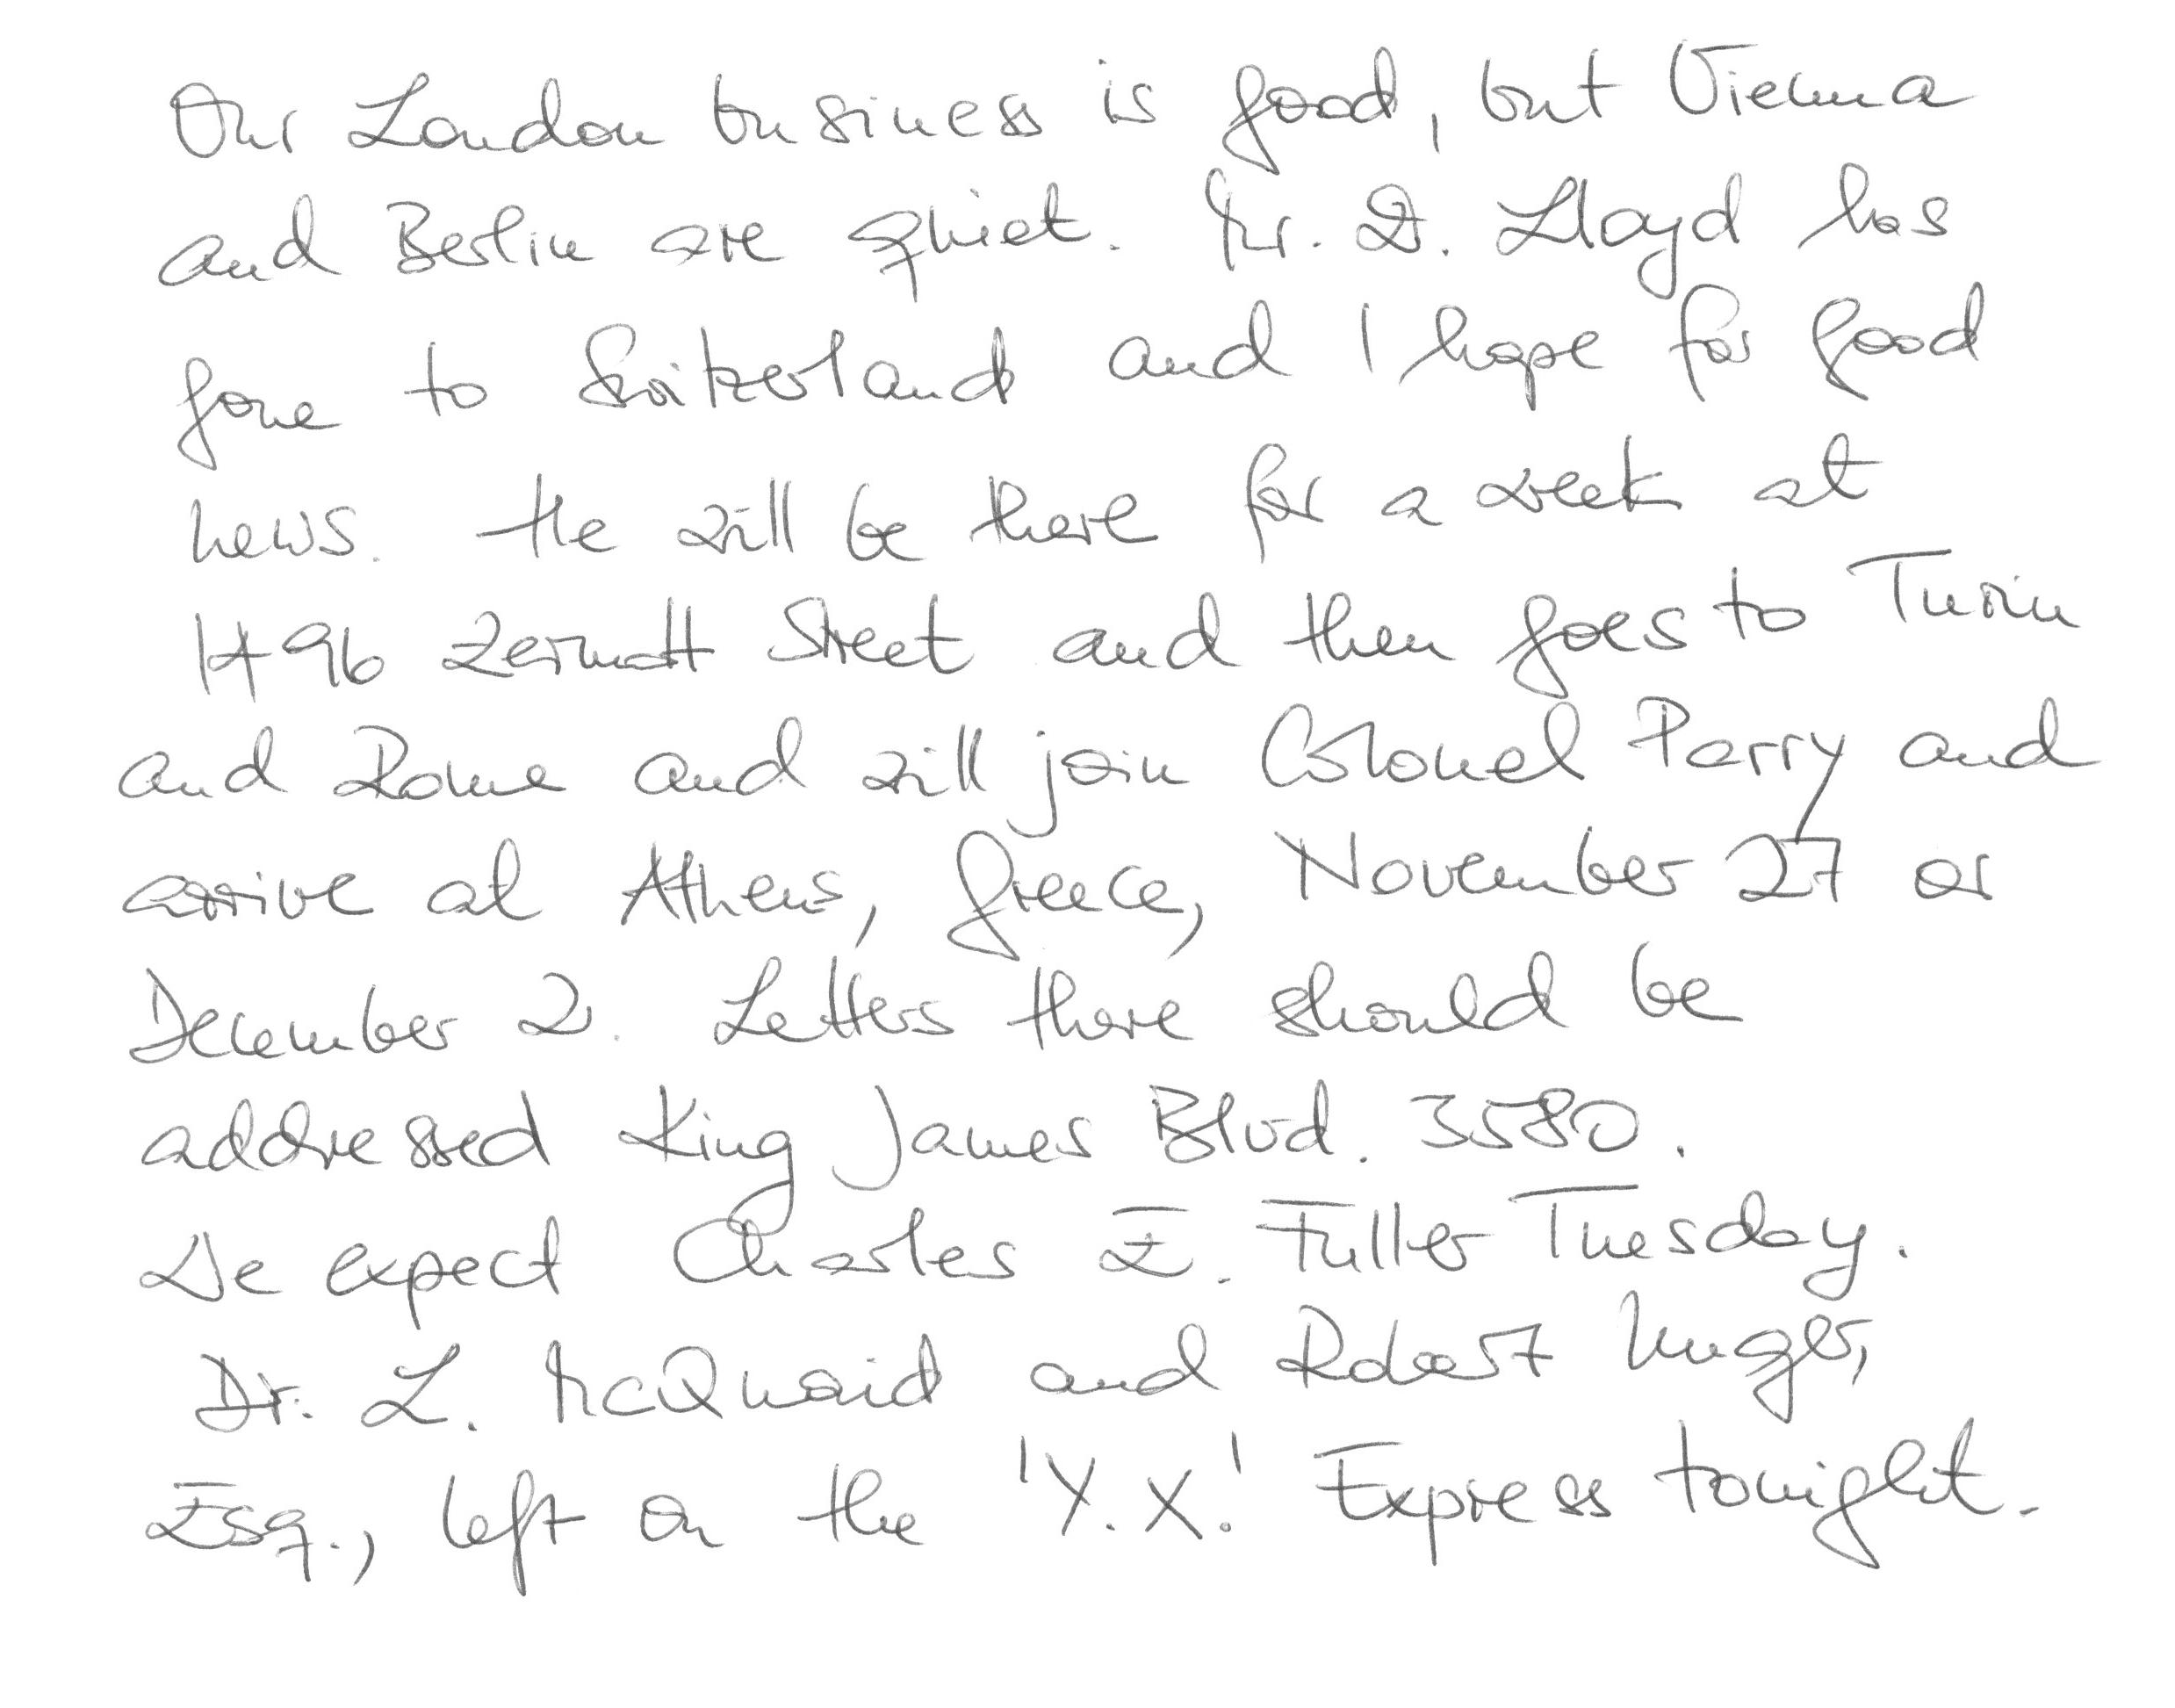 Our London business is good, but Vienna
and Berlin are quiet. Mr. D. Lloyd has
gone to Switzerland and I hope for good
news. He will be there for a week at
1496 Zermatt Street and then goes to Turin
and Rome and will join Colonel Parry and
arrive at Athens, Greece, November 27 or
December 2. Letters there should be
addressed King James Blvd. 3580.
We expect Charles E. Fuller Tuesday.
Dr. L. McQuaid and Robert Unger,
Esq., left on the 'Y.X.' Express tonight.